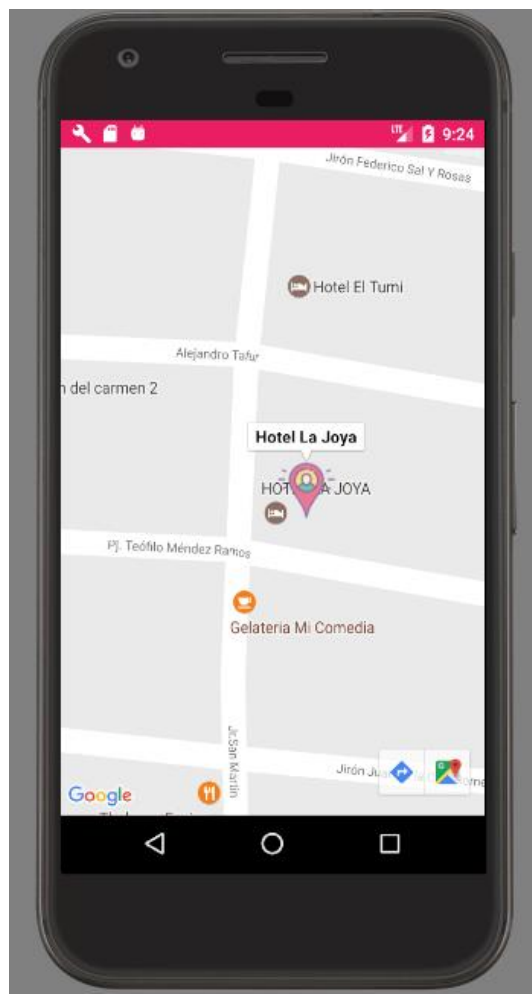 LTE 9:24
Jirón Federico Sal Y Rosas
Hotel El Tumi
Alejandro Tafur
del carmen 2
Hotel La Joya
HOT JOYA
Pj. Teófilo Méndez Ramos
Gelateria Mi Comedia
Jr.San Martín
Jirón
Google